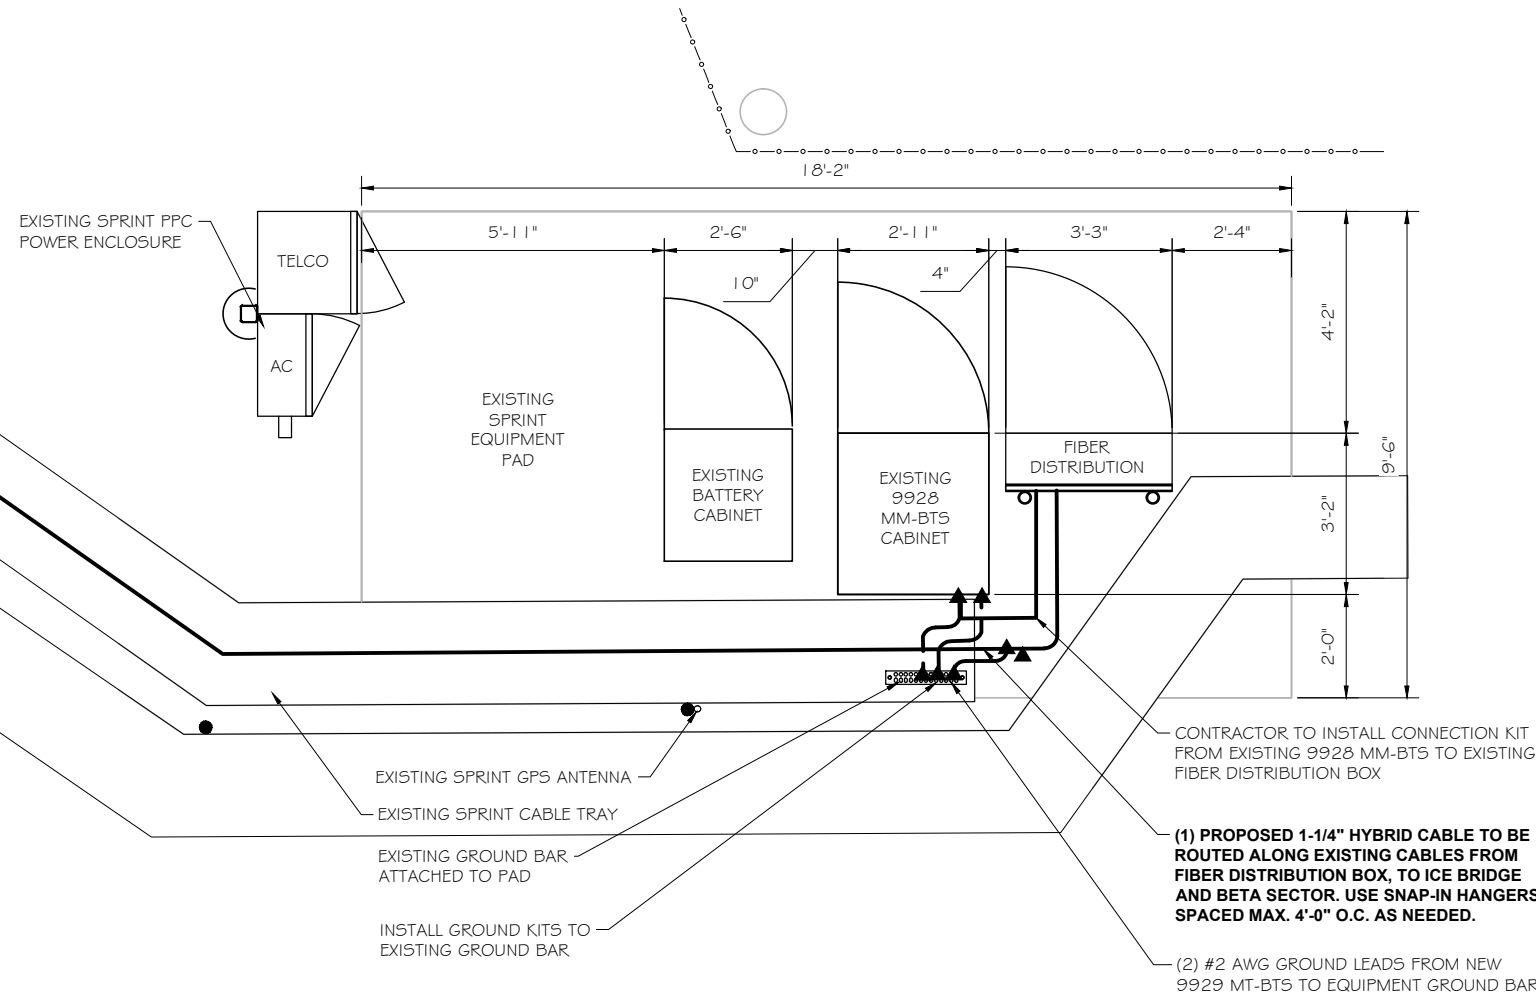 18'-2"
EXISTING SPRINT PPC
POWER ENCLOSURE
5'-11"
2'-6"
2'-11"
3'-3"
2'-4"
TELCO
10"
4"
4'-2"
AC
EXISTING
SPRINT
EQUIPMENT
PAD
FIBER
DISTRIBUTION
9'-6"
EXISTING
BATTERY
CABINET
EXISTING
9928
MM-BTS
CABINET
3'-2"
2'-0"
CONTRACTOR TO INSTALL CONNECTION KIT
FROM EXISTING 9928 MM-BTS TO EXISTING
FIBER DISTRIBUTION BOX
EXISTING SPRINT GPS ANTENNA
EXISTING SPRINT CABLE TRAY
(1) PROPOSED 1-1/4" HYBRID CABLE TO BE
ROUTED ALONG EXISTING CABLES FROM
FIBER DISTRIBUTION BOX, TO ICE BRIDGE
AND BETA SECTOR. USE SNAP-IN HANGERS
SPACED MAX. 4'-0" O.C. AS NEEDED.
EXISTING GROUND BAR
ATTACHED TO PAD
INSTALL GROUND KITS TO
EXISTING GROUND BAR
(2) #2 AWG GROUND LEADS FROM NEW
9929 MT-BTS TO EQUIPMENT GROUND BAR